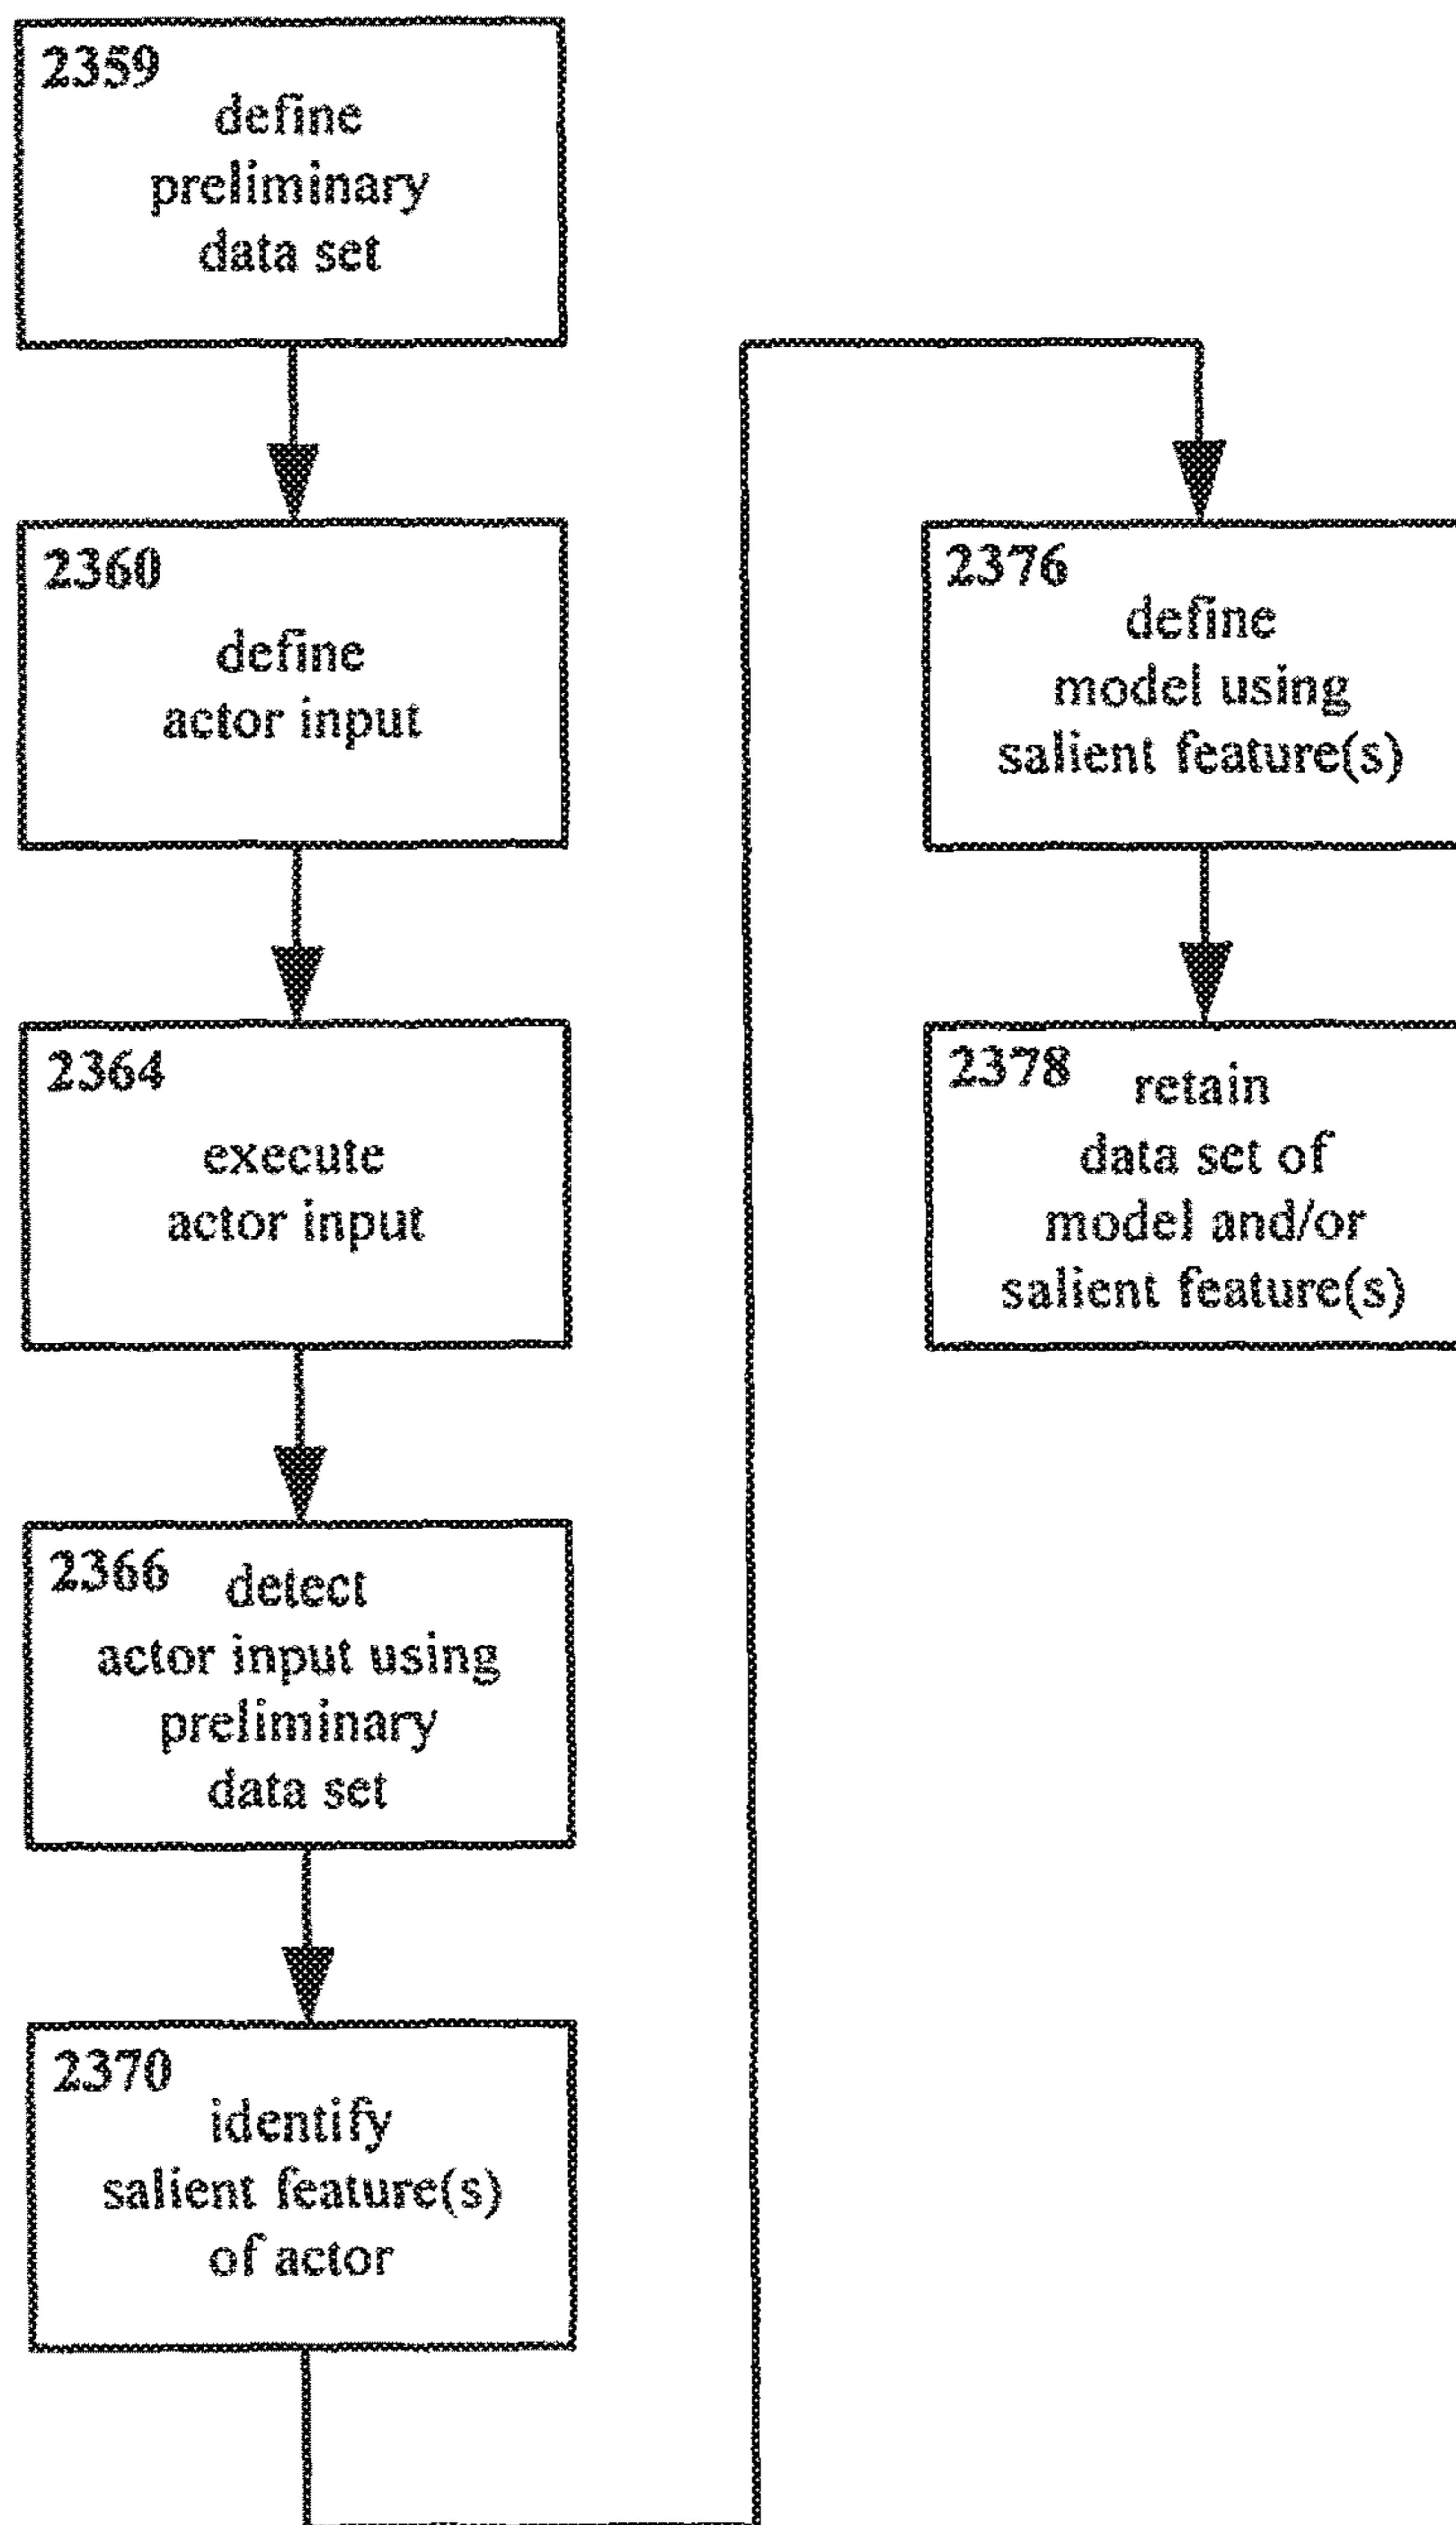 2359
define
preliminary
data set
2360
define
actor input
2364
execute
actor input
2366 detect
actor input using
preliminary
data set
2370
identify
salient feature(s)
of actor
2376
define
model using
salient feature(s)
2378 retain
data set of
model and/or
salient feature(s)